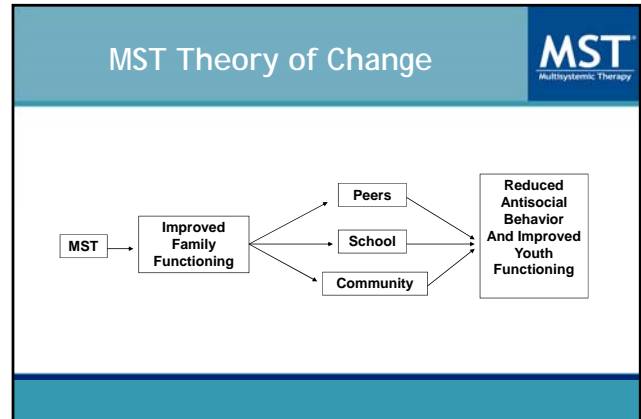 MST Theory of Change
MST®
Multisystemic Therapy
MST
Improved
Family
Functioning
Peers
School
Community
Reduced
Antisocial
Behavior
And Improved
Youth
Functioning